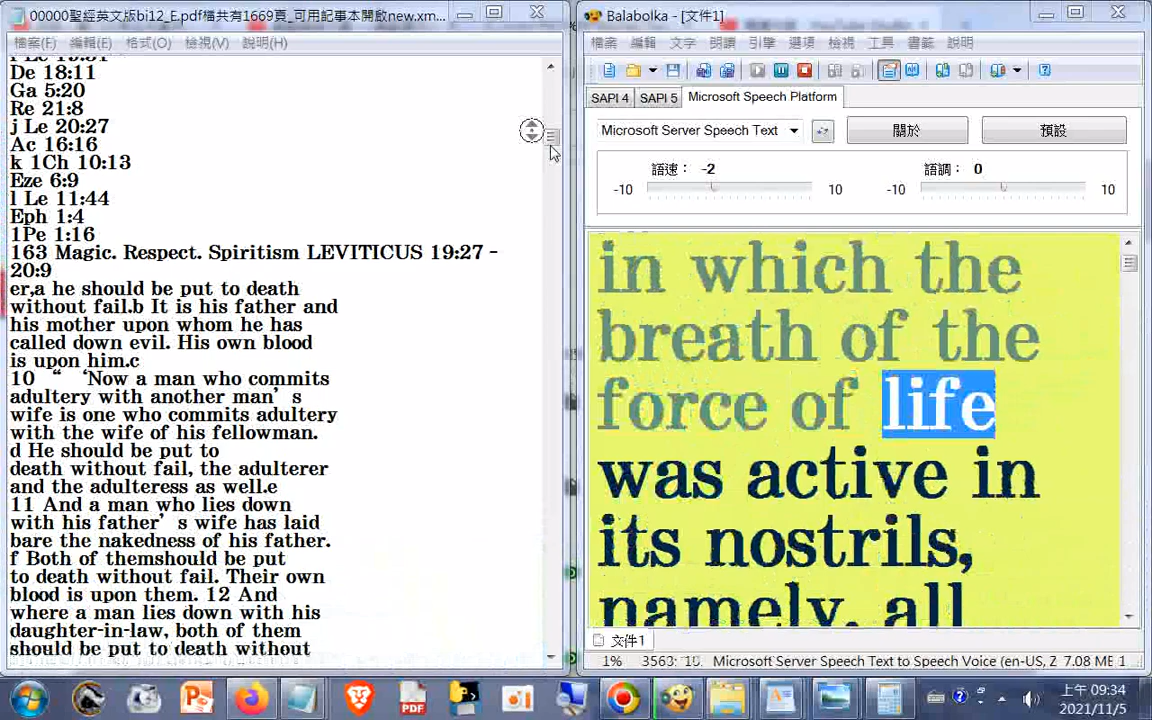 00000聖經英文版bi12_E.pdf檔共有1669頁_可用記事本開啟new.xm...
檔案(F) 編輯(E) 格式(O) 檢視(V) 說明(H)
De 18:11
Ga 5:20
Re 21:8
j Le 20:27
Ac 16:16
k 1Ch 10:13
Eze 6:9
l Le 11:44
Eph 1:4
1Pe 1:16
163 Magic. Respect. Spiritism LEVITICUS 19:27 -
20:9
er,a he should be put to death
without fail.b It is his father and
his mother upon whom he has
called down evil. His own blood
is upon him.c
10 “ ‘Now a man who commits
adultery with another man’s
wife is one who commits adultery
with the wife of his fellowman.
d He should be put to
death without fail, the adulterer
and the adulteress as well.e
11 And a man who lies down
with his father’s wife has laid
bare the nakedness of his father.
f Both of themshould be put
to death without fail. Their own
blood is upon them. 12 And
where a man lies down with his
daughter-in-law, both of them
should be put to death without
Balabolka - [文件1]
檔案 編輯 文字 朗讀 引擎 選項 檢視 工具 書籤 說明
SAPI 4 SAPI 5 Microsoft Speech Platform
Microsoft Server Speech Text 關於 預設
語速： -2 語調： 0
-10 10 -10 10
in which the
breath of the
force of life
was active in
its nostrils,
namely, all
文件1
1% 3563: 10. Microsoft Server Speech Text to Speech Voice (en-US, Z 7.08 ME 1
PDF
上午 09:34
2021/11/5